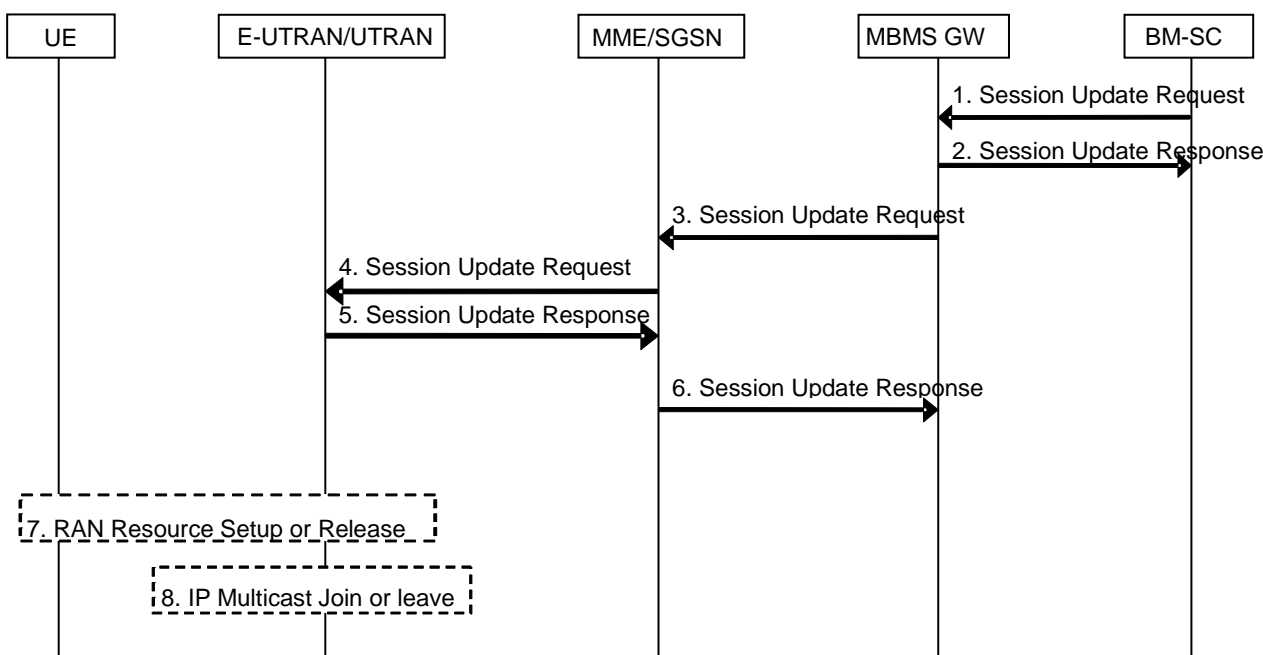 UE
E-UTRAN/UTRAN
MME/SGSN
MBMS GW
BM-SC
1. Session Update Request
2. Session Update Response
3. Session Update Request
4. Session Update Request
5. Session Update Response
6. Session Update Response
7. RAN Resource Setup or Release
8. IP Multicast Join or leave